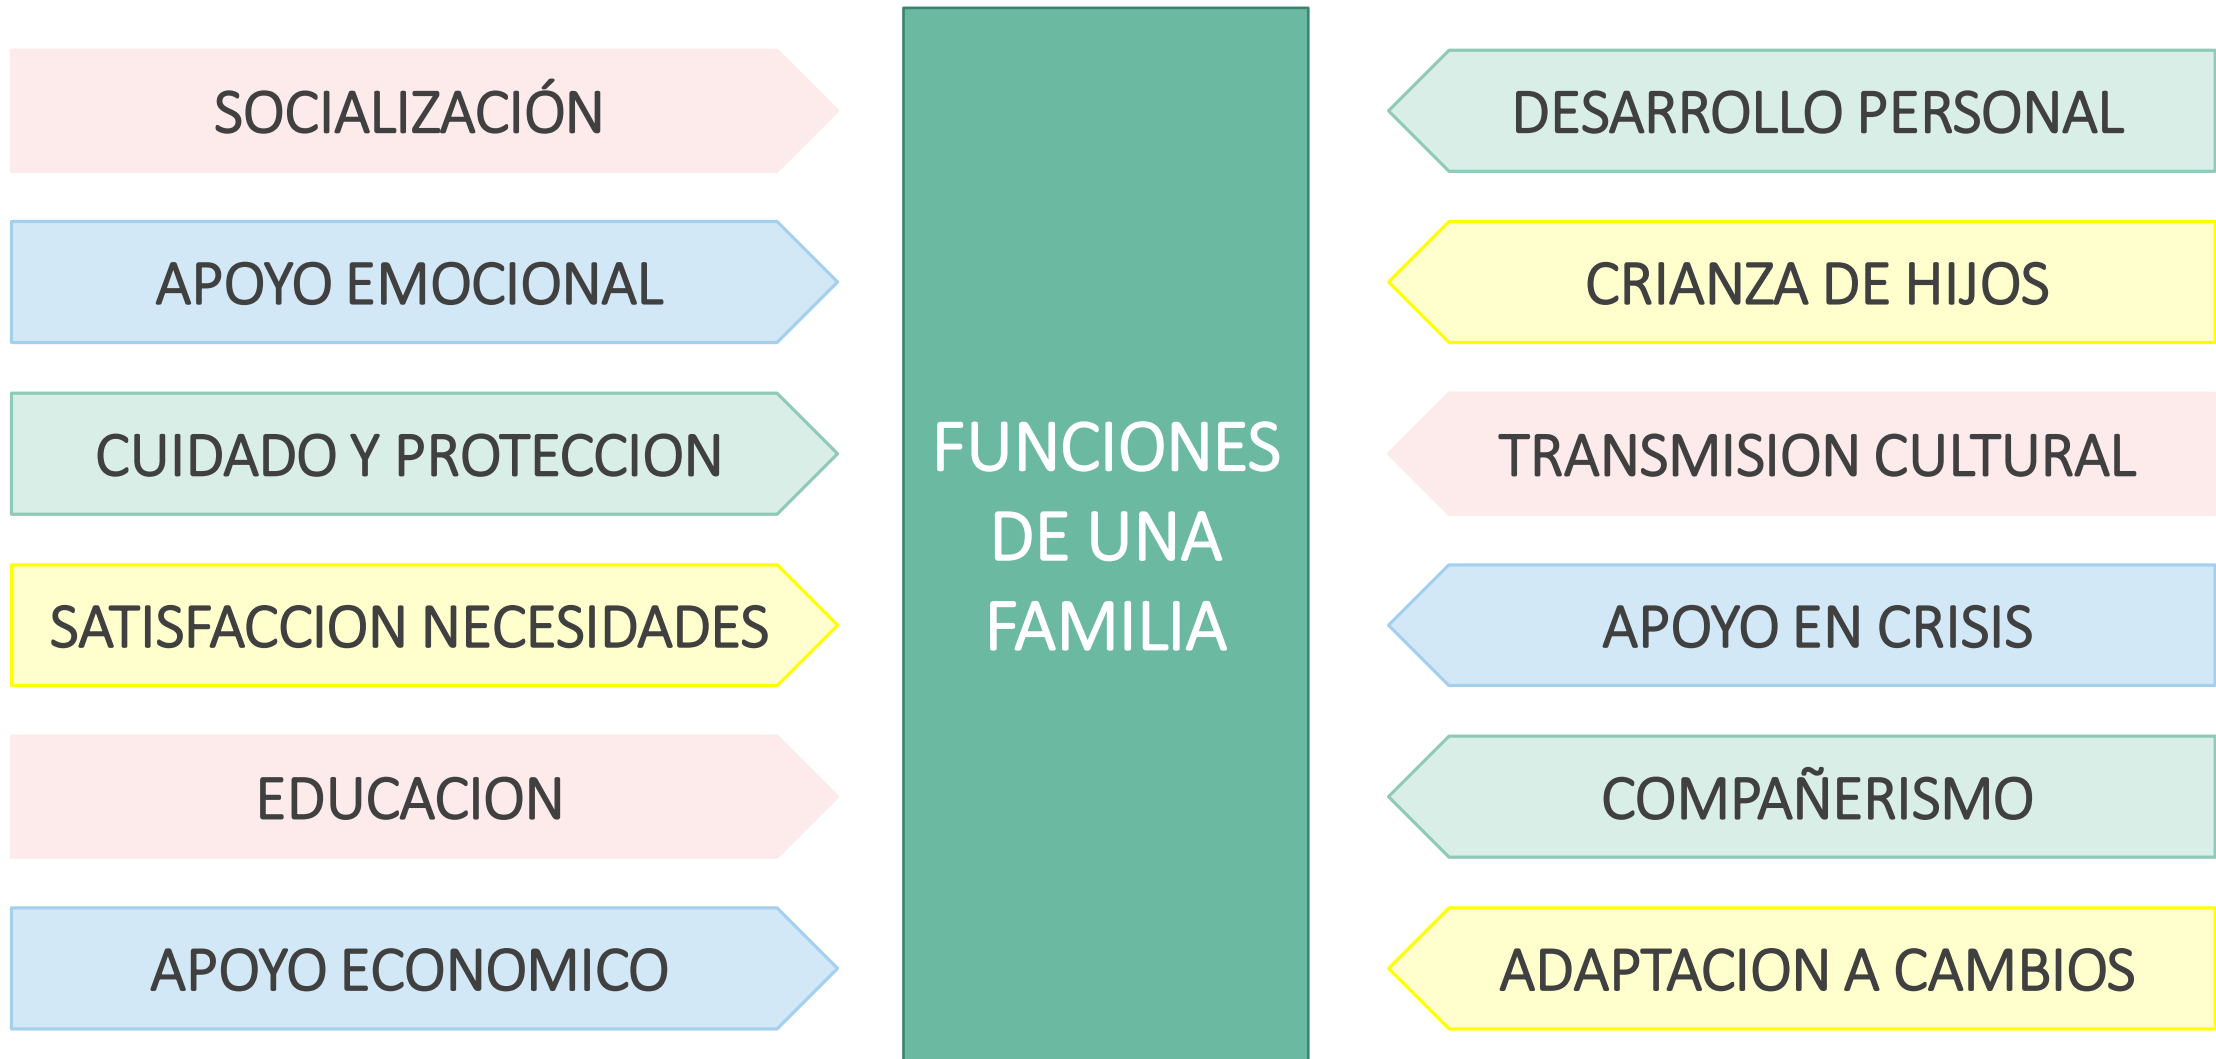 SOCIALIZACIÓN
APOYO EMOCIONAL
CUIDADO Y PROTECCION
SATISFACCION NECESIDADES
EDUCACION
APOYO ECONOMICO
FUNCIONES
DE UNA
FAMILIA
DESARROLLO PERSONAL
CRIANZA DE HIJOS
TRANSMISION CULTURAL
APOYO EN CRISIS
COMPAÑERISMO
ADAPTACION A CAMBIOS